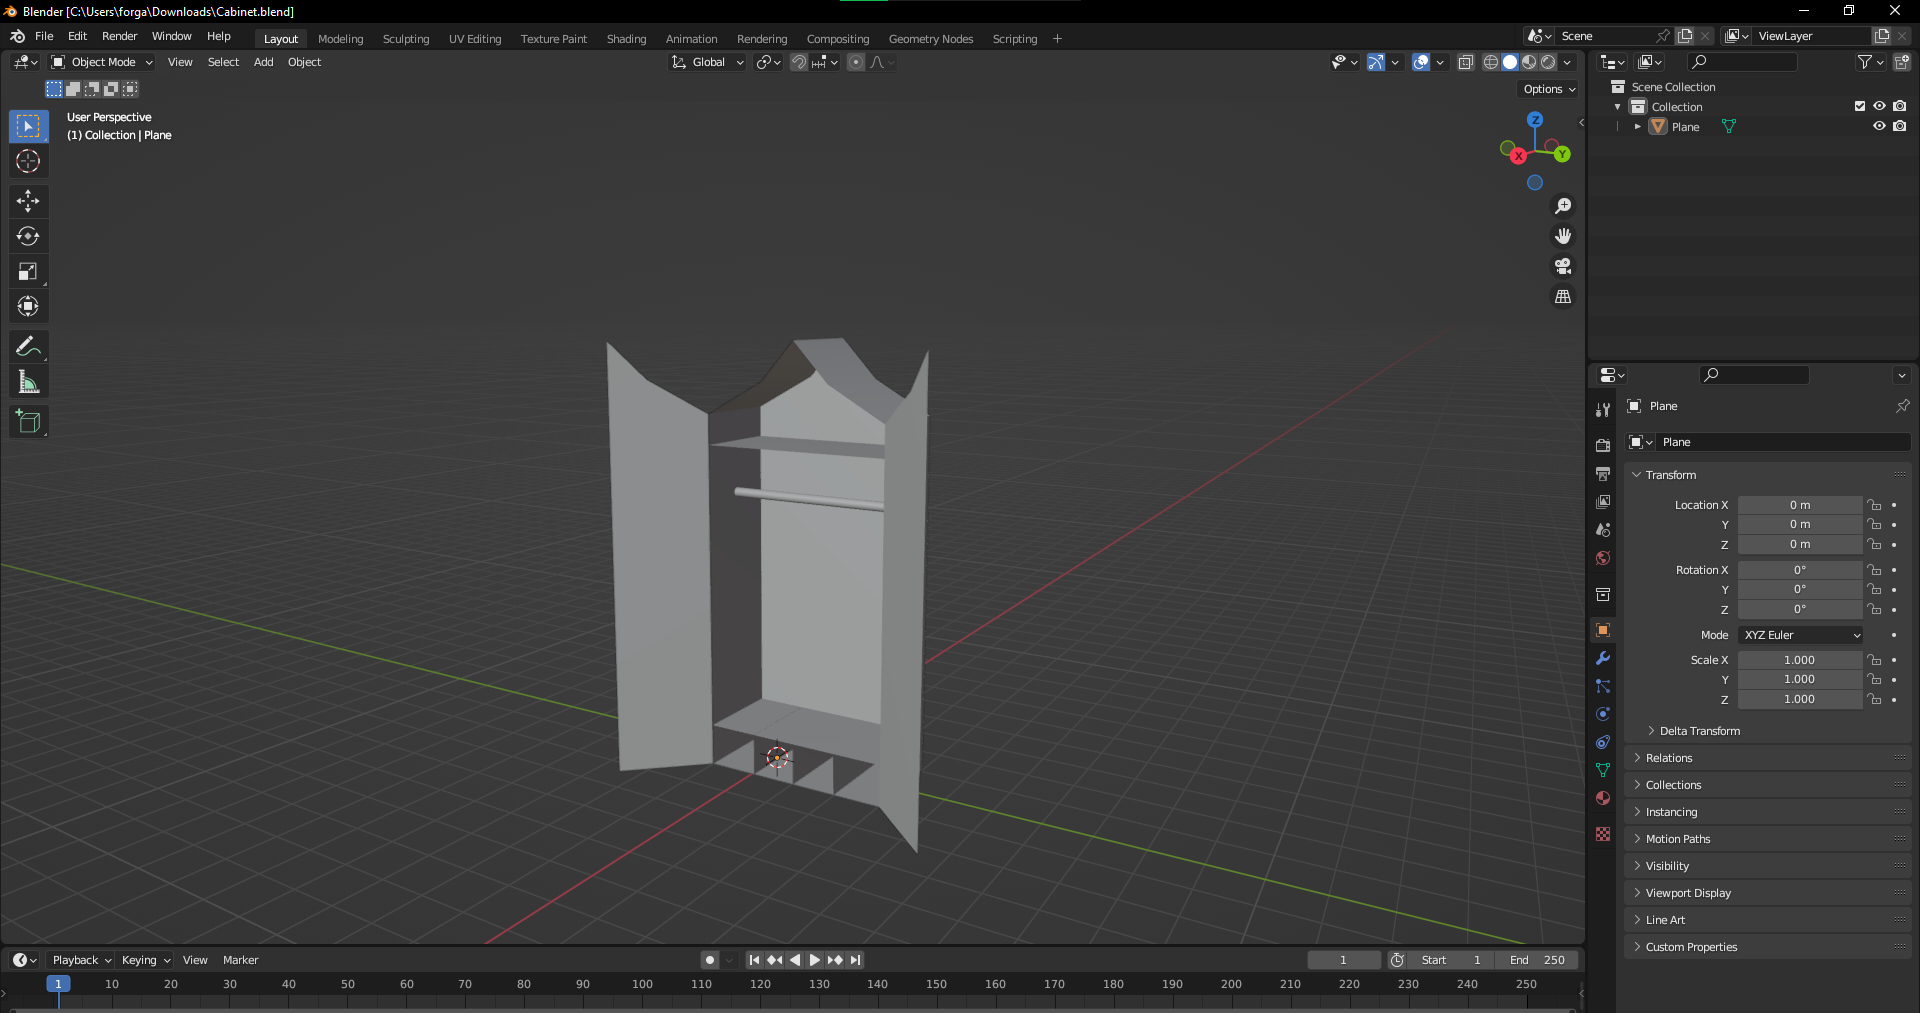 Blender [C:\Users\forga\Downloads\Cabinet.blend]
File Edit Render Window Help Layout Modeling Sculpting UV Editing Texture Paint Shading Animation Rendering Compositing Geometry Nodes Scripting + Scene ViewLayer
Object Mode View Select Add Object Global
Options
User Perspective
(1) Collection | Plane
Z
X
Y
Scene Collection
Collection
Plane
Plane
Plane
Transform
Location X 0 m
Y 0 m
Z 0 m
Rotation X 0°
Y 0°
Z 0°
Mode XYZ Euler
Scale X 1.000
Y 1.000
Z 1.000
Delta Transform
Relations
Collections
Instancing
Motion Paths
Visibility
Viewport Display
Line Art
Custom Properties
Playback Keying View Marker 1 Start 1 End 250
1 10 20 30 40 50 60 70 80 90 100 110 120 130 140 150 160 170 180 190 200 210 220 230 240 250